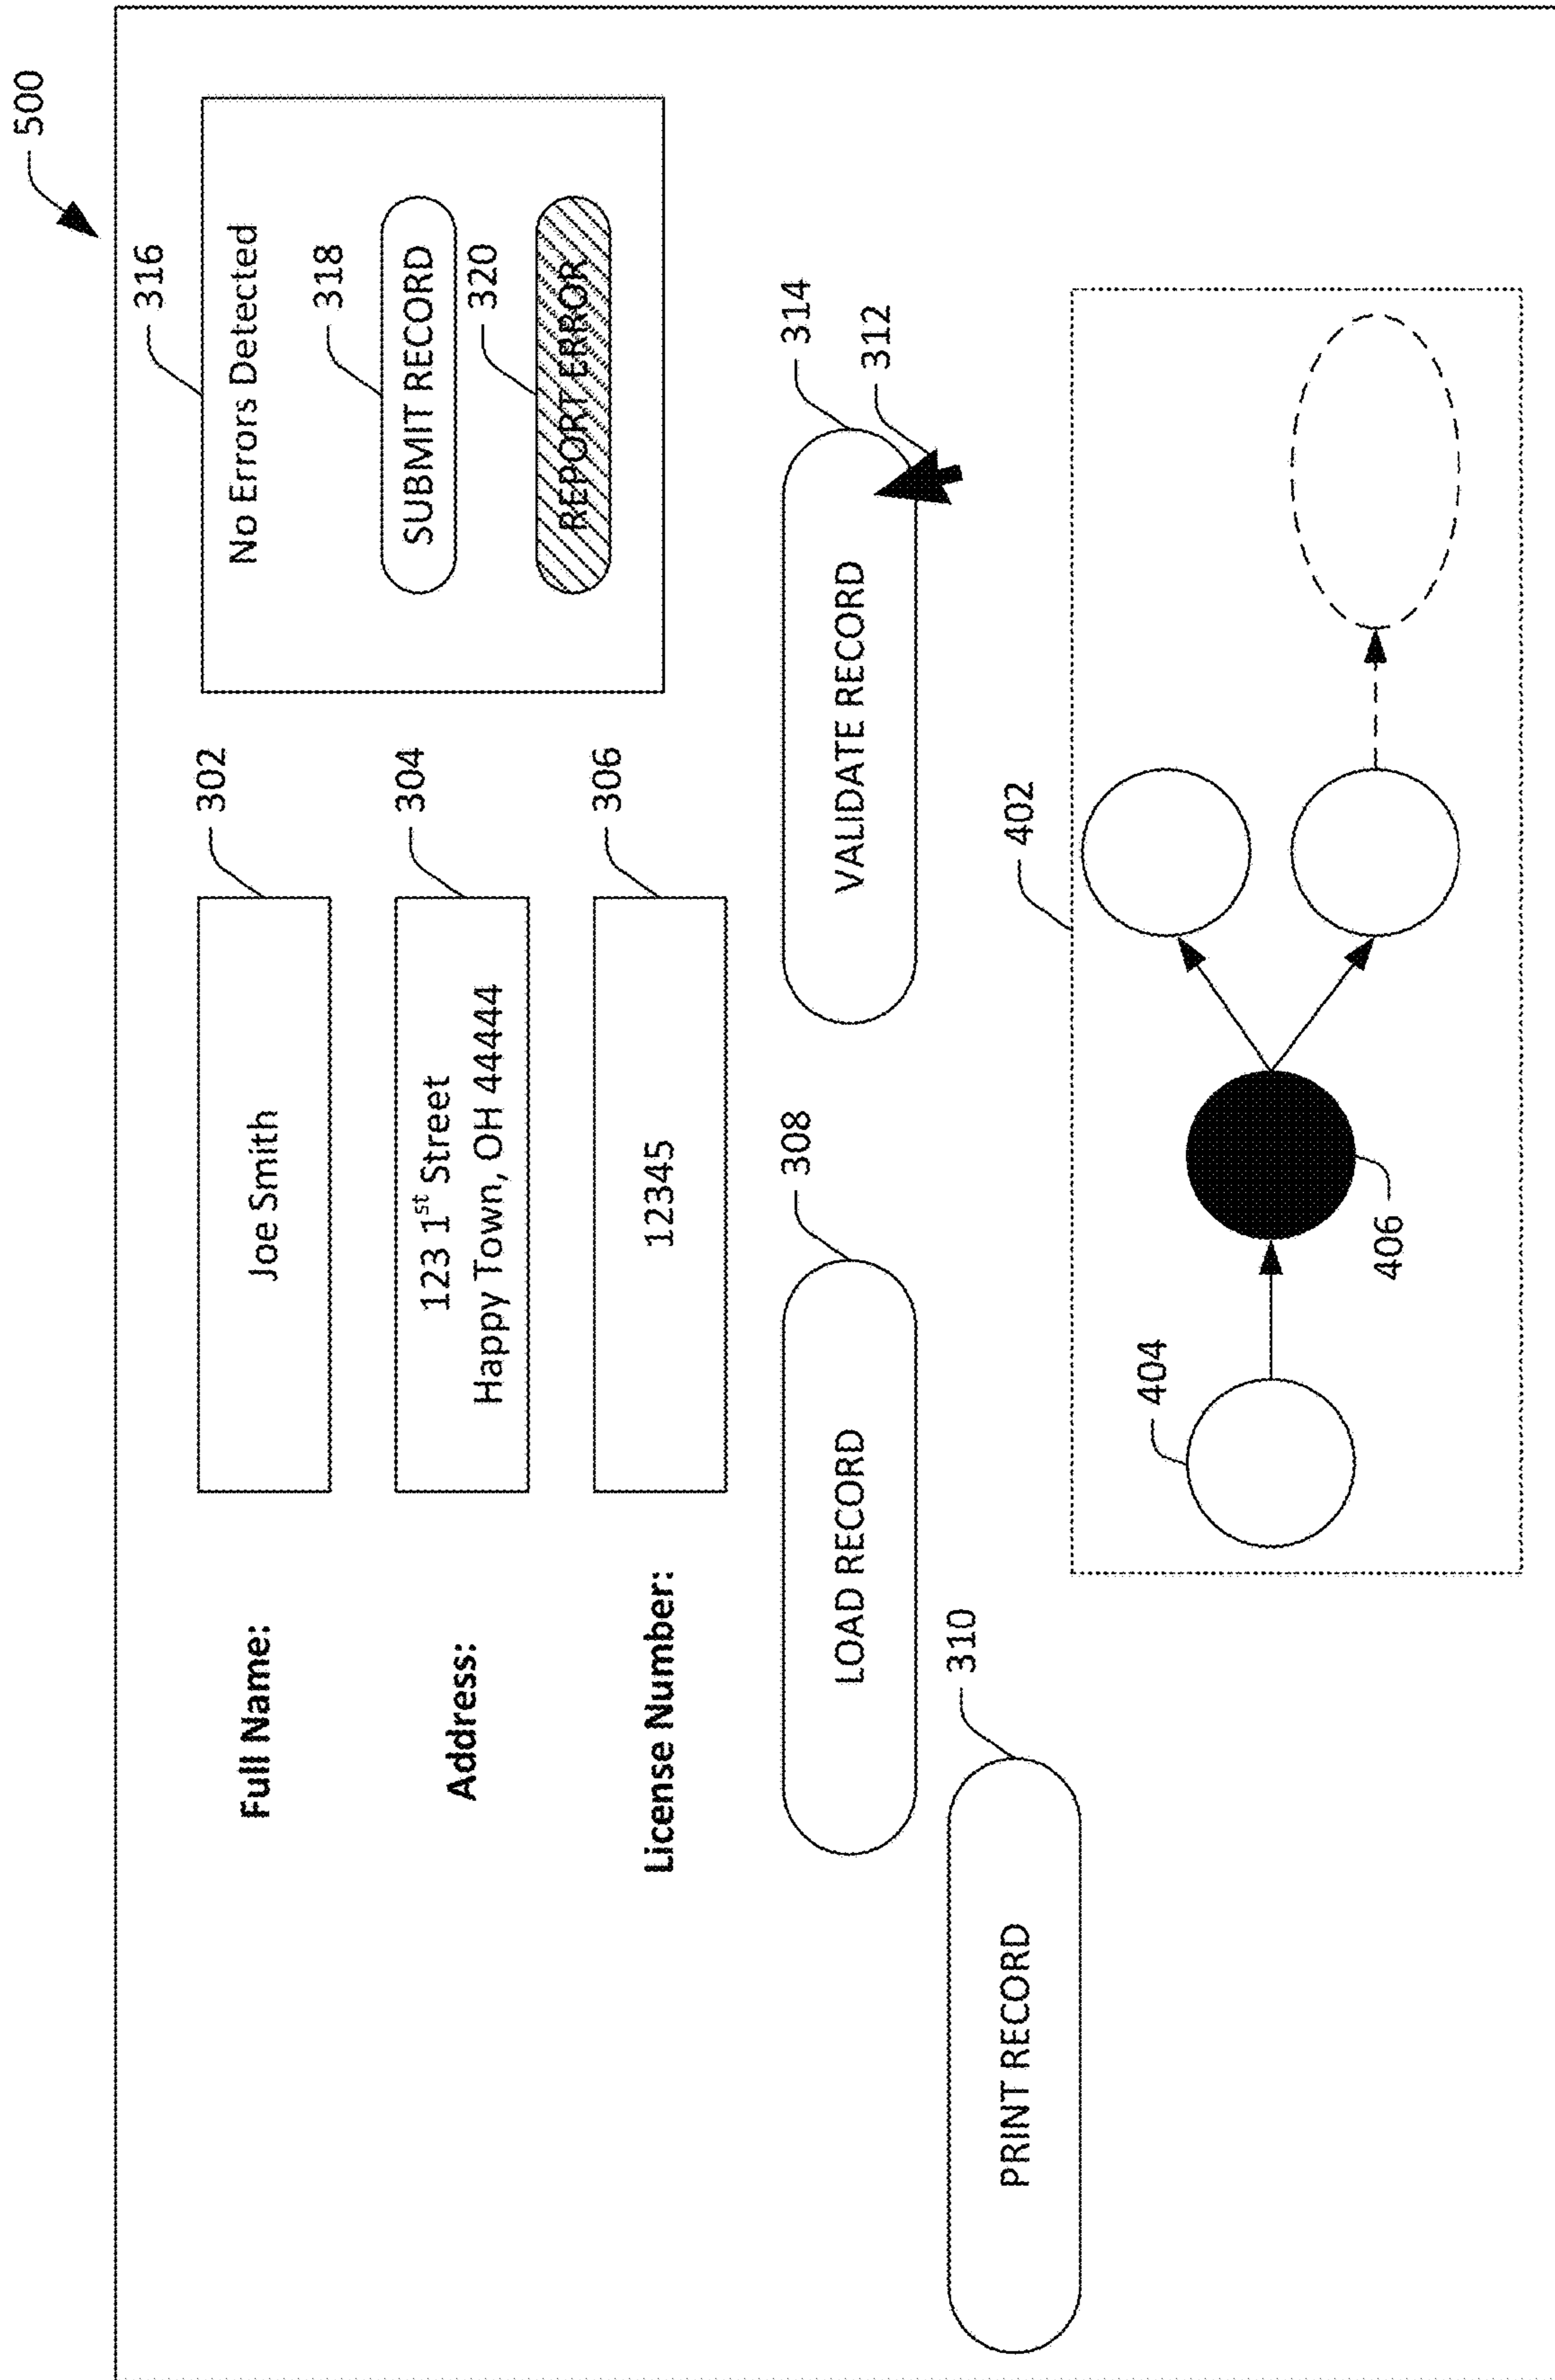 500
316
No Errors Detected
318
SUBMIT RECORD
320
REPORT ERROR
Full Name:
Joe Smith
302
Address:
123 1st Street
Happy Town, OH 44444
304
License Number:
12345
306
LOAD RECORD
308
VALIDATE RECORD
314
312
PRINT RECORD
310
402
404
406